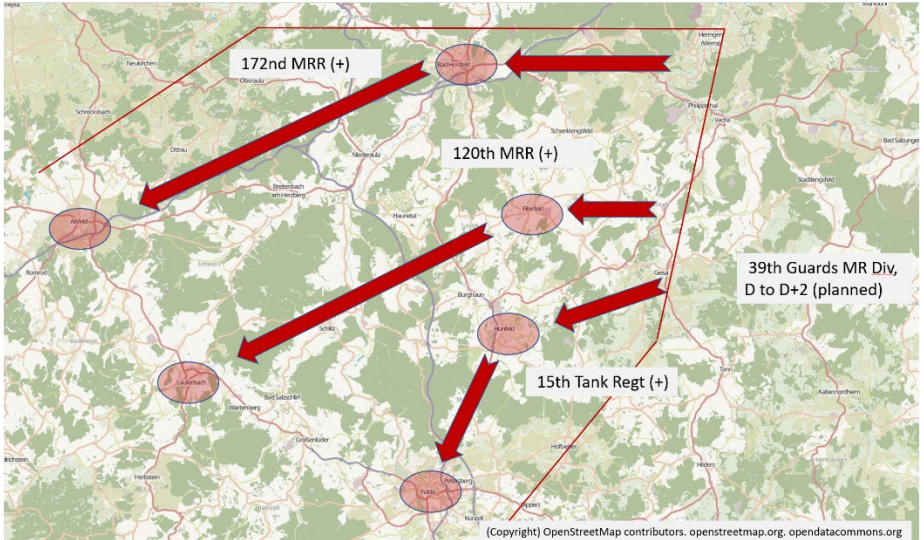 Neukirchen
Oberaula
172nd MRR (+)
Bad Hersfeld
Heringen
(Werra)
Philippsthal
Vacha
Bad Salzungen
Schrecksbach
Ottrau
Niederaula
Schenklengsfeld
120th MRR (+)
Stadtlengsfeld
Breitenbach
am Herzberg
Haunetal
Eiterfeld
Alsfeld
Romrod
Schwarz
Geisa
39th Guards MR Div,
D to D+2 (planned)
Burghaun
Schlitz
Hünfeld
Lauterbach
15th Tank Regt (+)
Tann
Kaltennordheim
Bad Salzschlirf
Wartenberg
Großenlüder
Hofbieber
Hilders
Herbstein
Fulda
Petersberg
Künzell
(Copyright) OpenStreetMap contributors. openstreetmap.org. opendatacommons.org